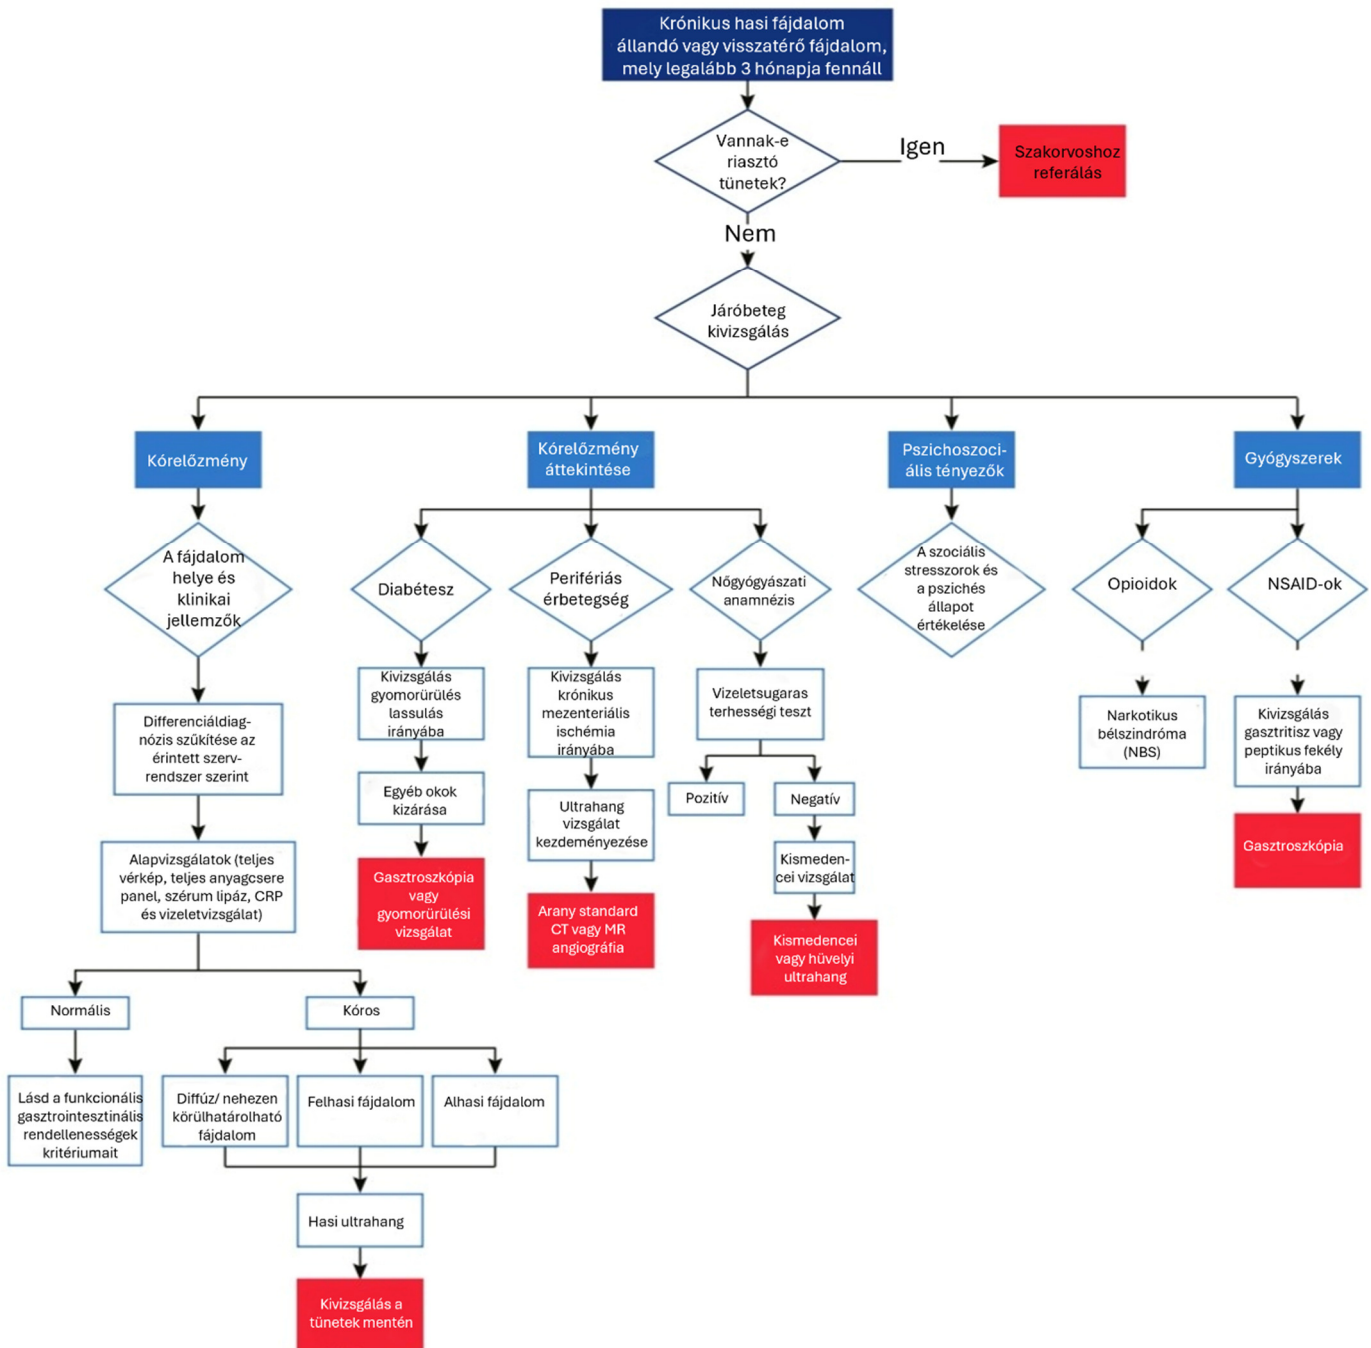 Krónikus hasi fájdalom
állandó vagy visszatérő fájdalom,
mely legalább 3 hónapja fennáll
Vannak-e
riasztó
tünetek?
Igen
Szakorvoshoz
referálás
Nem
Járóbeteg
kivizsgálás
Kórelőzmény
Kórelőzmény
áttekintése
Pszichoszoci-
ális tényezők
Gyógyszerek
A fájdalom
helye és
klinikai
jellemzők
Diabétesz
Perifériás
érbetegség
Nőgyógyászati
anamnézis
A szociális
stresszorok és
a pszichés
állapot
értékelése
Opioidok
NSAID-ok
Differenciáldiag-
nózis szűkítése az
érintett szerv-
rendszer szerint
Kivizsgálás
gyomorürülés
lassulás
irányába
Kivizsgálás
krónikus
mezenteriális
ischémia
irányába
Vizeletsugaras
terhességi teszt
Narkotikus
bélszindróma
(NBS)
Kivizsgálás
gasztritisz vagy
peptikus fekély
irányába
Egyéb okok
kizárása
Ultrahang
vizsgálat
kezdeményezése
Pozitív
Negatív
Gasztroszkópia
Alapvizsgálatok (teljes
vérkép, teljes anyagcsere
panel, szérum lipáz, CRP
és vizeletvizsgálat)
Gasztroszkópia
vagy
gyomorürülési
vizsgálat
Arany standard
CT vagy MR
angiográfia
Kismeden-
cei vizsgálat
Kismedencei
vagy hüvelyi
ultrahang
Normális
Kóros
Lásd a funkcionális
gasztrointesztinális
rendellenességek
kritériumait
Diffúz/ nehezen
körülhatárolható
fájdalom
Felhasi fájdalom
Alhasi fájdalom
Hasi ultrahang
Kivizsgálás a
tünetek mentén